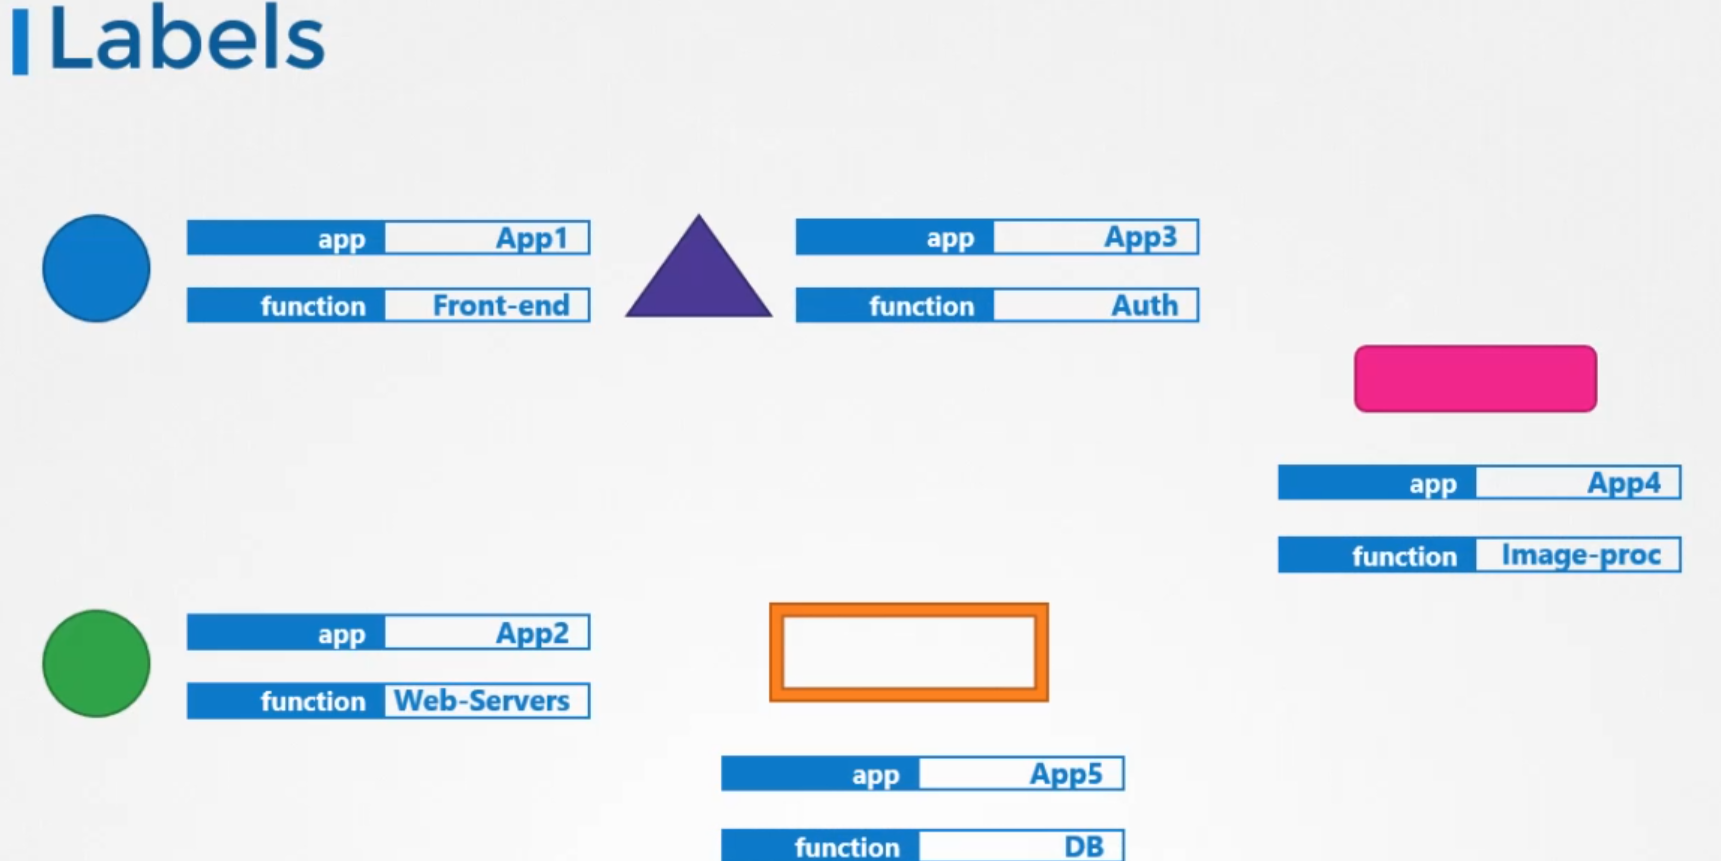 Labels
app App1
function Front-end
app App3
function Auth
app App4
function Image-proc
app App2
function Web-Servers
app App5
function DB